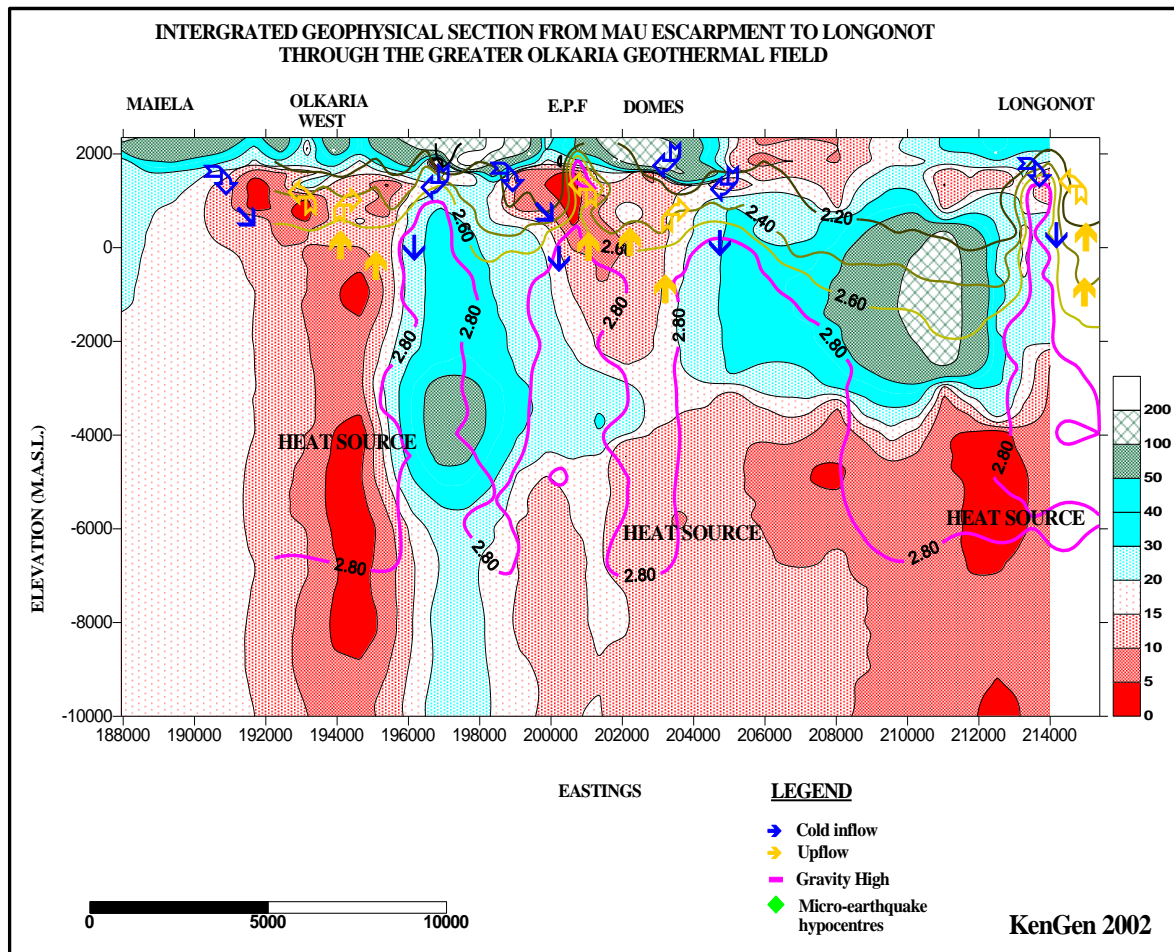 INTERGRATED GEOPHYSICAL SECTION FROM MAU ESCARPMENT TO LONGONOT
THROUGH THE GREATER OLKARIA GEOTHERMAL FIELD
MAIELA
OLKARIA
WEST
E.P.F
DOMES
LONGONOT
2000
0
-2000
-4000
-6000
-8000
-10000
ELEVATION (M.A.S.L.)
2.60
2.40
2.20
2.60
2.60
2.80
2.80
2.80
2.80
2.80
2.80
2.80
2.80
2.80
2.80
HEAT SOURCE
HEAT SOURCE
HEAT SOURCE
200
100
50
40
30
20
15
10
5
0
188000 190000 192000 194000 196000 198000 200000 202000 204000 206000 208000 210000 212000 214000
EASTINGS
LEGEND
Cold inflow
Upflow
Gravity High
Micro-earthquake
hypocentres
0 5000 10000
KenGen 2002